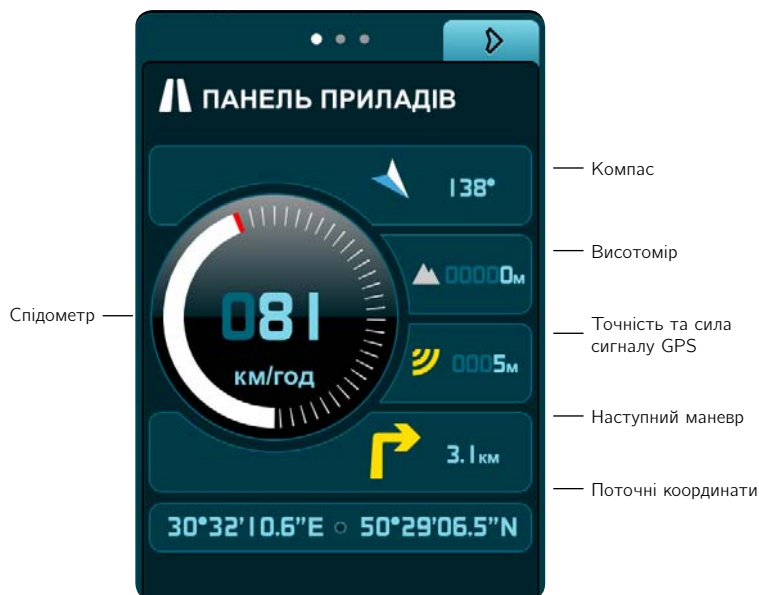 ПАНЕЛЬ ПРИЛАДІВ
138°
Компас
00000м
Висотомір
Спідометр
081
км/год
0005м
Точність та сила
сигналу GPS
3.1км
Наступний маневр
Поточні координати
30°32'10.6”E 50°29'06.5”N